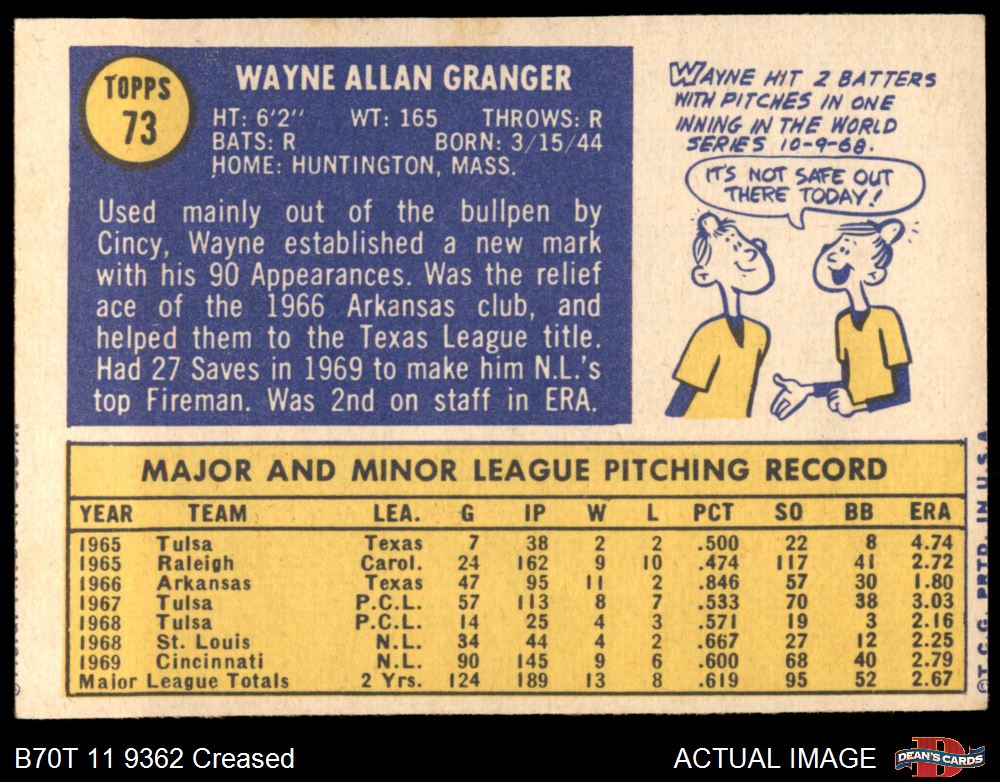 TOPPS
73
WAYNE ALLAN GRANGER
HT: 6'2" WT: 165 THROWS: R
BATS: R BORN: 3/15/44
HOME: HUNTINGTON, MASS.
Used mainly out of the bullpen by
Cincy, Wayne established a new mark
with his 90 Appearances. Was the relief
ace of the 1966 Arkansas club, and
helped them to the Texas League title.
Had 27 Saves in 1969 to make him N.L.'s
top Fireman. Was 2nd on staff in ERA.
WAYNE HIT 2 BATTERS
WITH PITCHES IN ONE
INNING IN THE WORLD
SERIES 10-9-68.
IT'S NOT SAFE OUT
THERE TODAY!
MAJOR AND MINOR LEAGUE PITCHING RECORD
YEAR TEAM LEA. G IP W L PCT SO BB ERA
1965 Tulsa Texas 7 38 2 2 .500 22 8 4.74
1965 Raleigh Carol. 24 162 9 10 .474 117 41 2.72
1966 Arkansas Texas 47 95 11 2 .846 57 30 1.80
1967 Tulsa P.C.L. 57 113 8 7 .533 70 38 3.03
1968 Tulsa P.C.L. 14 25 4 3 .571 19 3 2.16
1968 St. Louis N.L. 34 44 4 2 .667 27 12 2.25
1969 Cincinnati N.L. 90 145 9 6 .600 68 40 2.79
Major League Totals 2 Yrs. 124 189 13 8 .619 95 52 2.67
©T.C.G. PRTD. IN U.S.A.
B70T 11 9362 Creased
ACTUAL IMAGE
D
DEAN'S CARDS